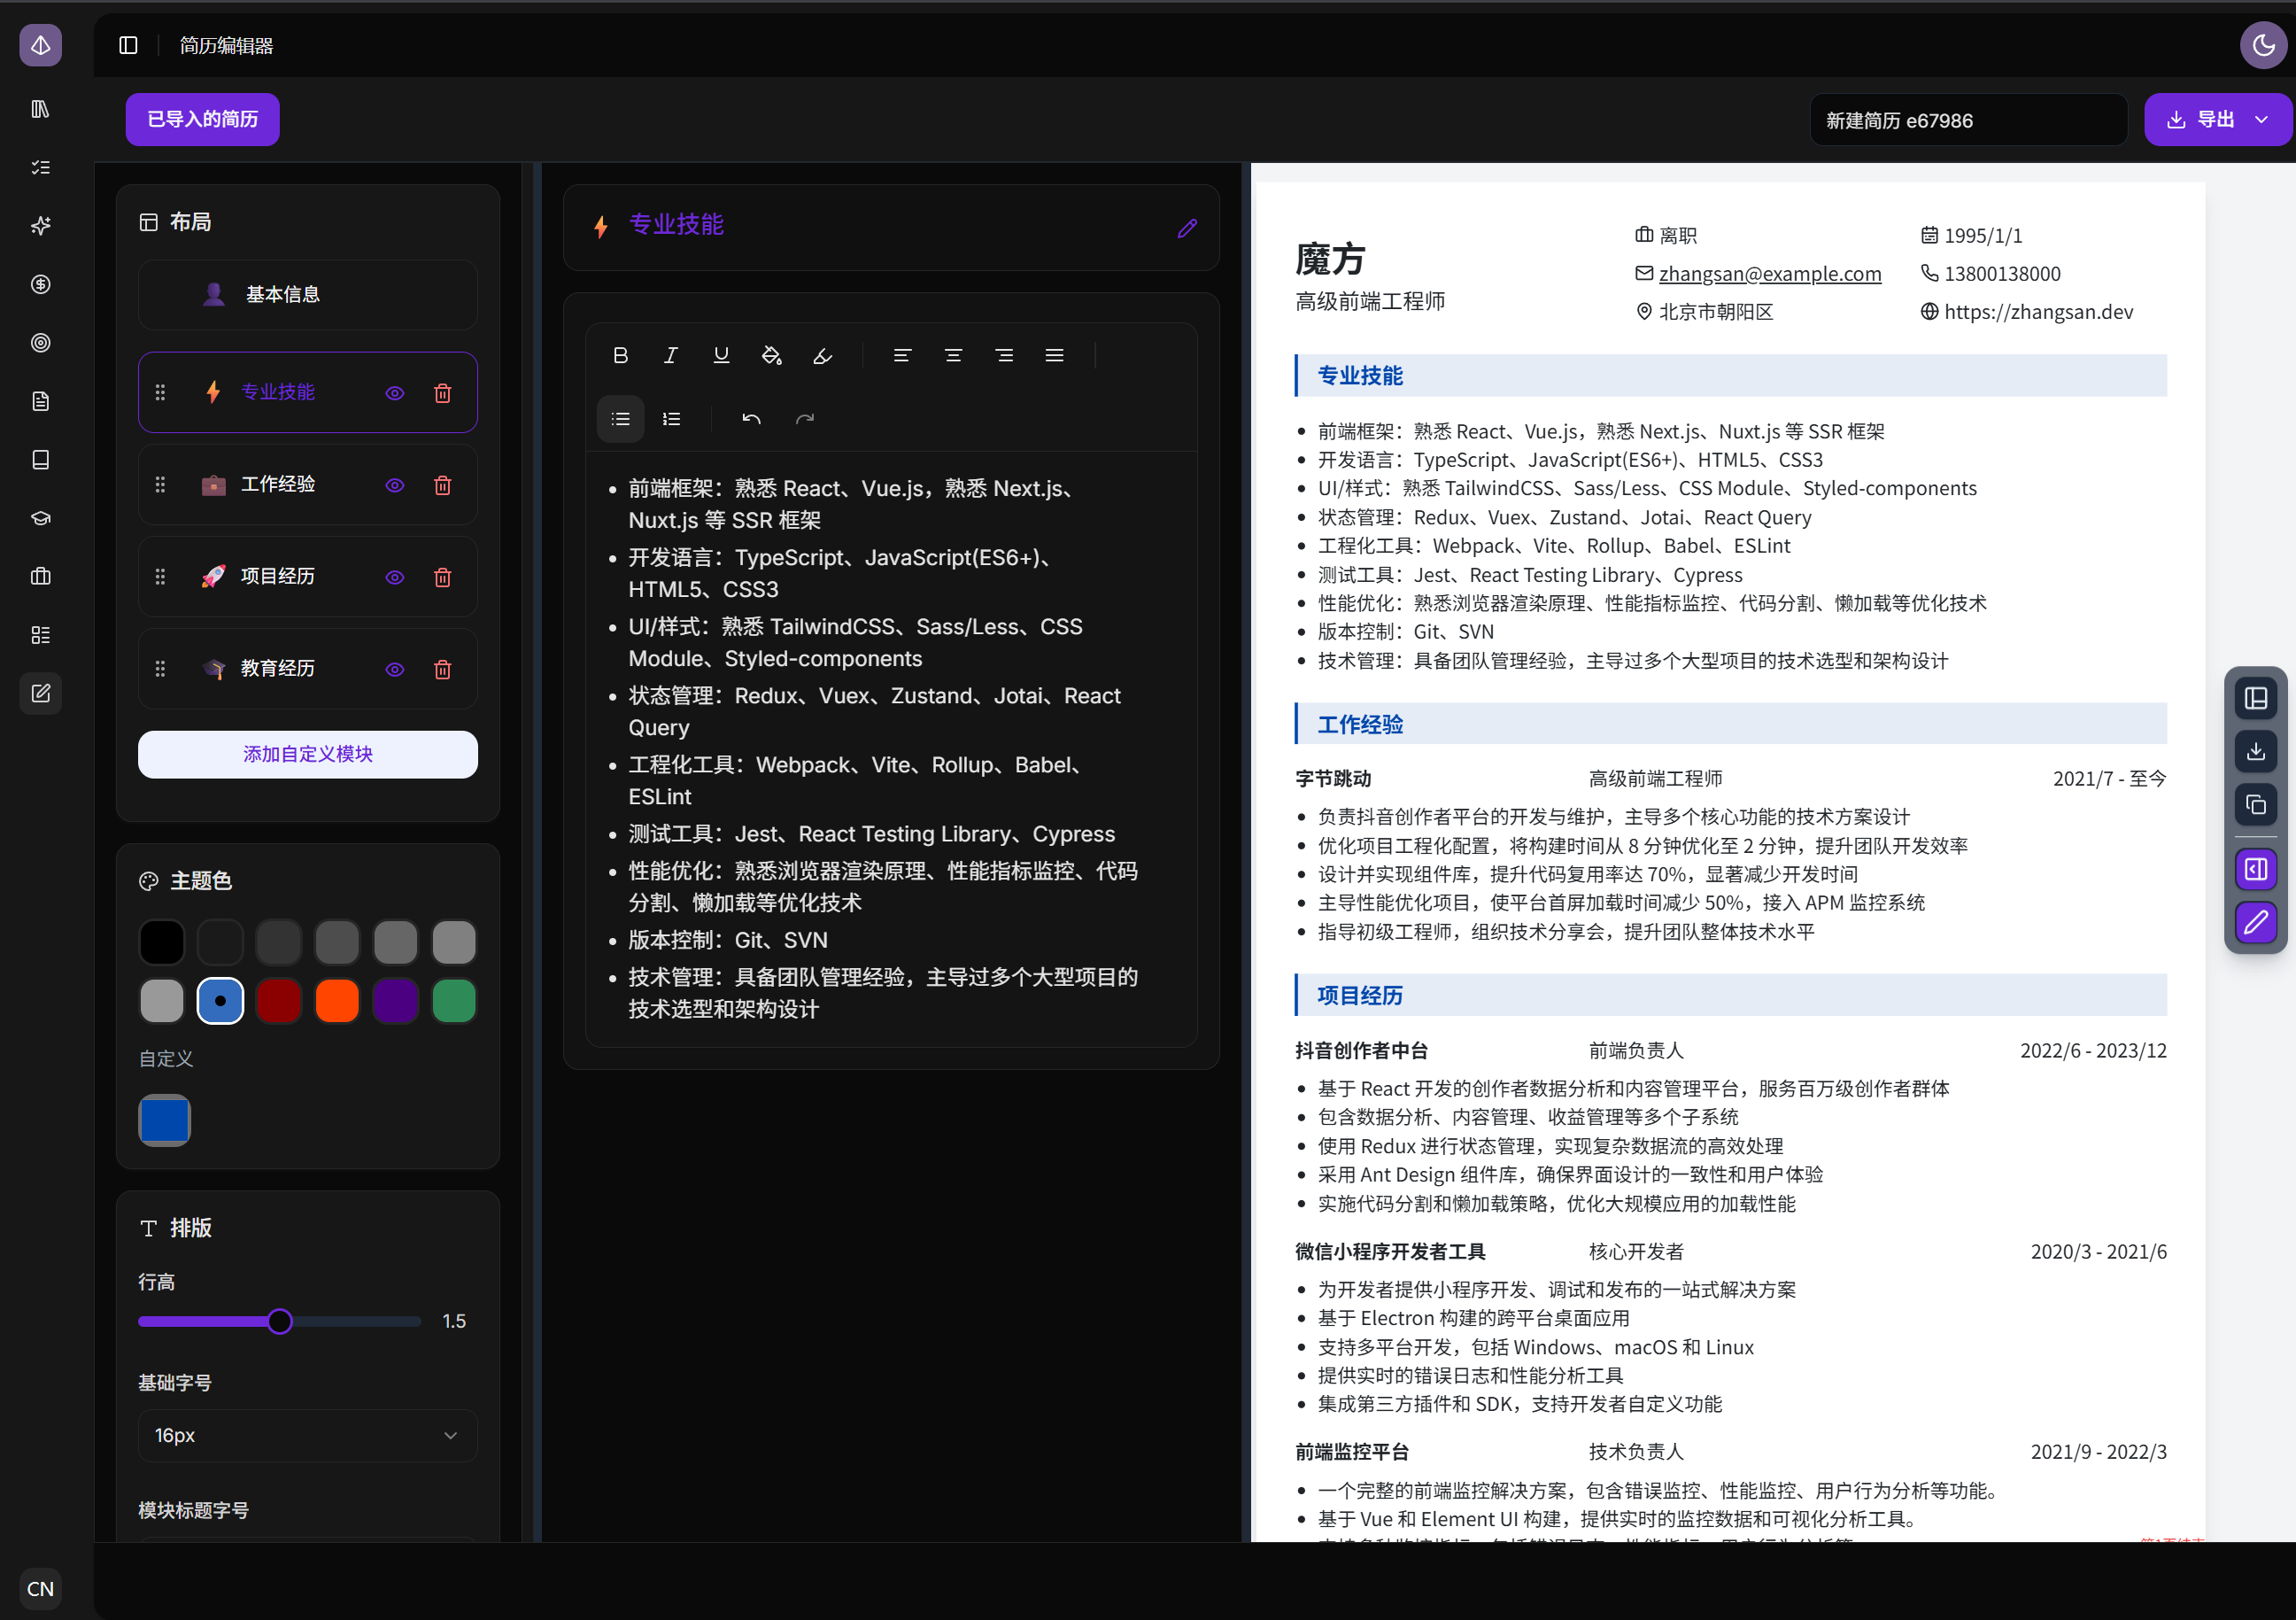 简历编辑器
已导入的简历
新建简历 e67986
导出
布局
基本信息
专业技能
工作经验
项目经历
教育经历
添加自定义模块
主题色
自定义
排版
行高
1.5
基础字号
16px
模块标题字号
CN
专业技能
前端框架：熟悉 React、Vue.js，熟悉 Next.js、
Nuxt.js 等 SSR 框架
开发语言：TypeScript、JavaScript(ES6+)、
HTML5、CSS3
UI/样式：熟悉 TailwindCSS、Sass/Less、CSS
Module、Styled-components
状态管理：Redux、Vuex、Zustand、Jotai、React
Query
工程化工具：Webpack、Vite、Rollup、Babel、
ESLint
测试工具：Jest、React Testing Library、Cypress
性能优化：熟悉浏览器渲染原理、性能指标监控、代码
分割、懒加载等优化技术
版本控制：Git、SVN
技术管理：具备团队管理经验，主导过多个大型项目的
技术选型和架构设计
魔方
高级前端工程师
离职
1995/1/1
zhangsan@example.com
13800138000
北京市朝阳区
https://zhangsan.dev
专业技能
前端框架：熟悉 React、Vue.js，熟悉 Next.js、Nuxt.js 等 SSR 框架
开发语言：TypeScript、JavaScript(ES6+)、HTML5、CSS3
UI/样式：熟悉 TailwindCSS、Sass/Less、CSS Module、Styled-components
状态管理：Redux、Vuex、Zustand、Jotai、React Query
工程化工具：Webpack、Vite、Rollup、Babel、ESLint
测试工具：Jest、React Testing Library、Cypress
性能优化：熟悉浏览器渲染原理、性能指标监控、代码分割、懒加载等优化技术
版本控制：Git、SVN
技术管理：具备团队管理经验，主导过多个大型项目的技术选型和架构设计
工作经验
字节跳动 高级前端工程师 2021/7 - 至今
负责抖音创作者平台的开发与维护，主导多个核心功能的技术方案设计
优化项目工程化配置，将构建时间从 8 分钟优化至 2 分钟，提升团队开发效率
设计并实现组件库，提升代码复用率达 70%，显著减少开发时间
主导性能优化项目，使平台首屏加载时间减少 50%，接入 APM 监控系统
指导初级工程师，组织技术分享会，提升团队整体技术水平
项目经历
抖音创作者中台 前端负责人 2022/6 - 2023/12
基于 React 开发的创作者数据分析和内容管理平台，服务百万级创作者群体
包含数据分析、内容管理、收益管理等多个子系统
使用 Redux 进行状态管理，实现复杂数据流的高效处理
采用 Ant Design 组件库，确保界面设计的一致性和用户体验
实施代码分割和懒加载策略，优化大规模应用的加载性能
微信小程序开发者工具 核心开发者 2020/3 - 2021/6
为开发者提供小程序开发、调试和发布的一站式解决方案
基于 Electron 构建的跨平台桌面应用
支持多平台开发，包括 Windows、macOS 和 Linux
提供实时的错误日志和性能分析工具
集成第三方插件和 SDK，支持开发者自定义功能
前端监控平台 技术负责人 2021/9 - 2022/3
一个完整的前端监控解决方案，包含错误监控、性能监控、用户行为分析等功能。
基于 Vue 和 Element UI 构建，提供实时的监控数据和可视化分析工具。